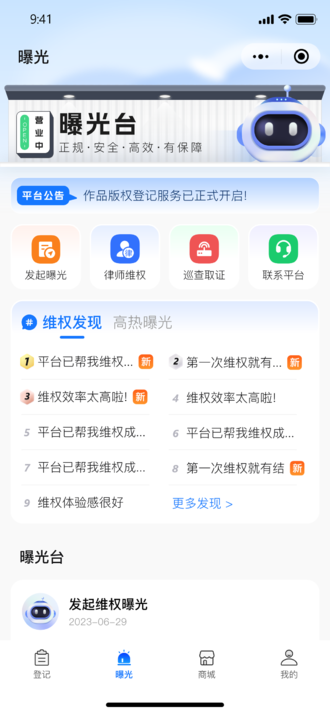 9:41
曝光
OPEN
营业中
曝光台
正规·安全·高效·有保障
平台公告 作品版权登记服务已正式开启!
发起曝光 律师维权 巡查取证 联系平台
# 维权发现 高热曝光
1 平台已帮我维权... 新
2 第一次维权就有... 新
3 维权效率太高啦! 新
4 维权效率太高啦!
5 平台已帮我维权成...
6 平台已帮我维权成...
7 平台已帮我维权成...
8 第一次维权就有结 新
9 维权体验感很好
更多发现 >
曝光台
发起维权曝光
2023-06-29
登记 曝光 商城 我的